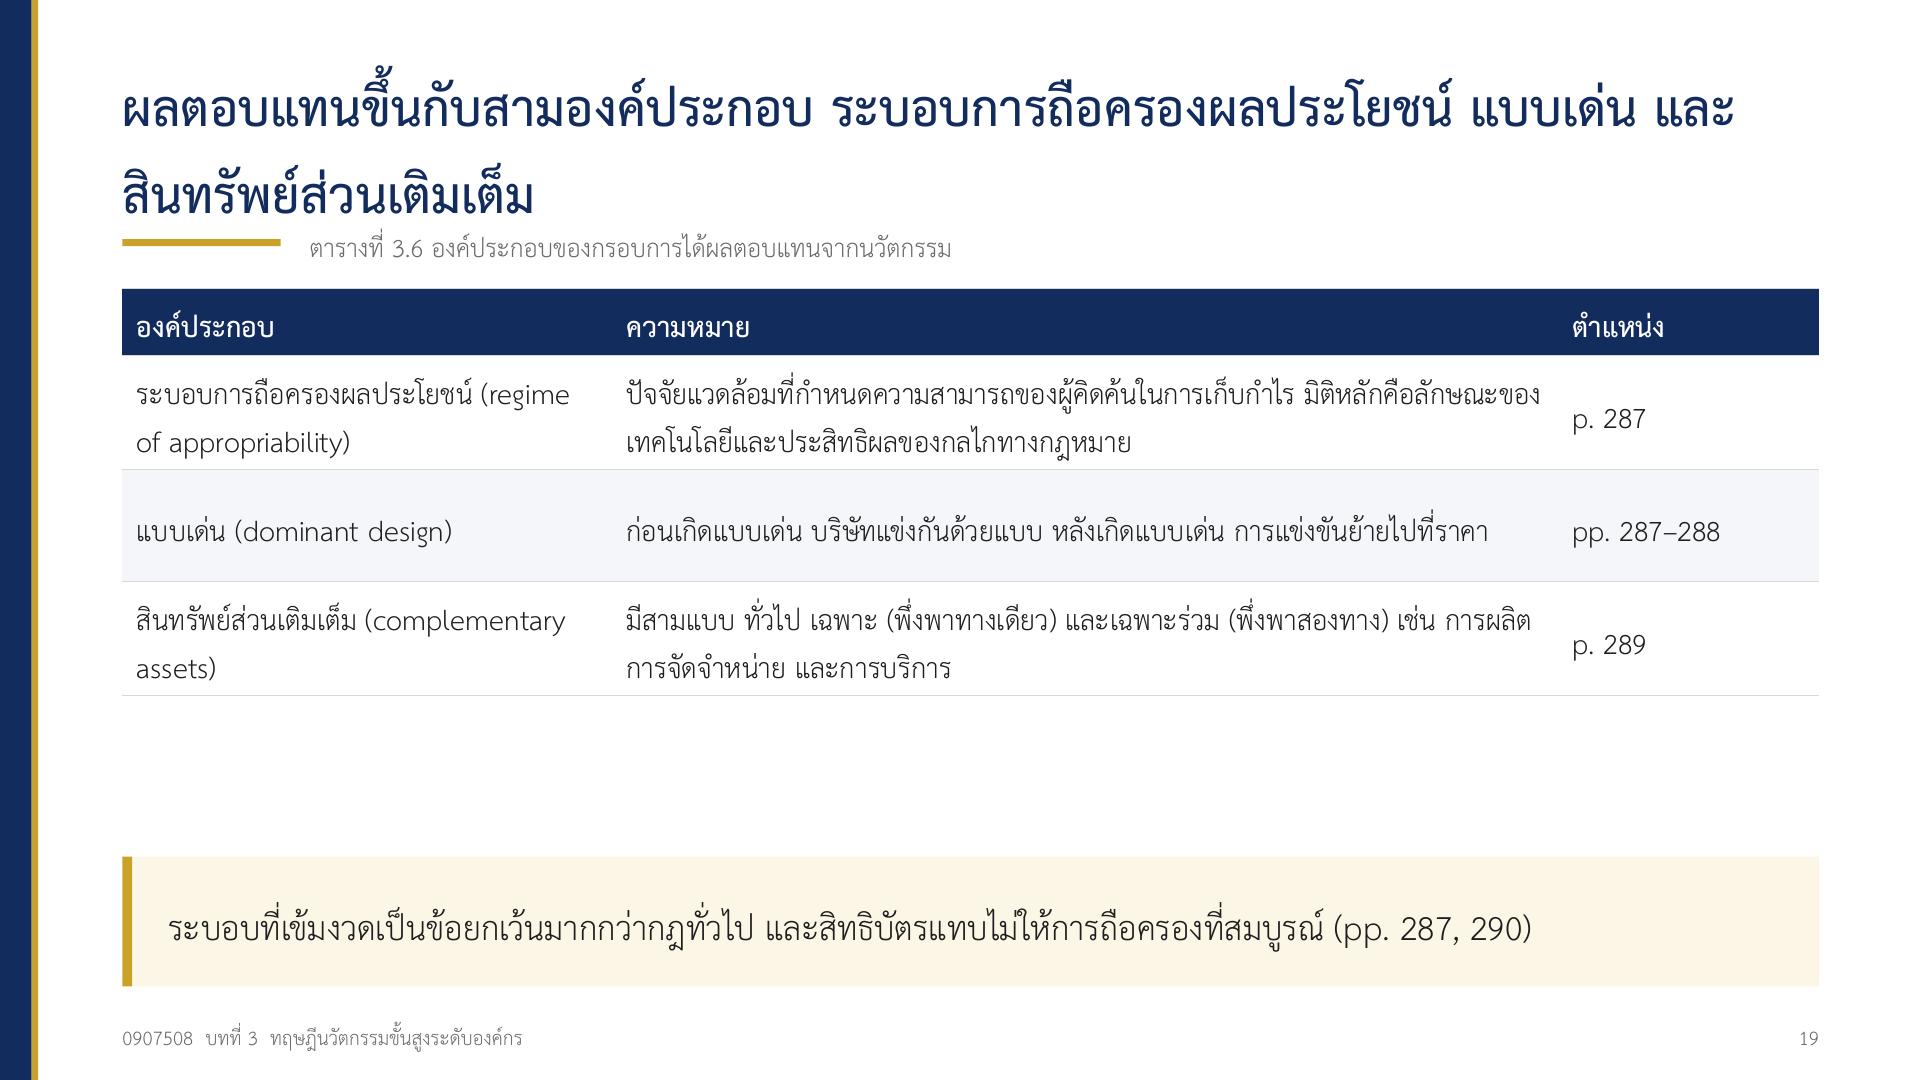 ผลตอบแทนขึ้นกับสามองค์ประกอบ ระบอบการถือครองผลประโยชน์ แบบเด่น และ
สินทรัพย์ส่วนเติมเต็ม
ตารางที่ 3.6 องค์ประกอบของกรอบการได้ผลตอบแทนจากนวัตกรรม
องค์ประกอบ ความหมาย ตำแหน่ง
ระบอบการถือครองผลประโยชน์ (regime
of appropriability)
ปัจจัยแวดล้อมที่กำหนดความสามารถของผู้คิดค้นในการเก็บกำไร มิติหลักคือลักษณะของ
เทคโนโลยีและประสิทธิผลของกลไกทางกฎหมาย
p. 287
แบบเด่น (dominant design)
ก่อนเกิดแบบเด่น บริษัทแข่งกันด้วยแบบ หลังเกิดแบบเด่น การแข่งขันย้ายไปที่ราคา
pp. 287–288
สินทรัพย์ส่วนเติมเต็ม (complementary
assets)
มีสามแบบ ทั่วไป เฉพาะ (พึ่งพาทางเดียว) และเฉพาะร่วม (พึ่งพาสองทาง) เช่น การผลิต
การจัดจำหน่าย และการบริการ
p. 289
ระบอบที่เข้มงวดเป็นข้อยกเว้นมากกว่ากฎทั่วไป และสิทธิบัตรแทบไม่ให้การถือครองที่สมบูรณ์ (pp. 287, 290)
0907508 บทที่ 3 ทฤษฎีนวัตกรรมขั้นสูงระดับองค์กร
19